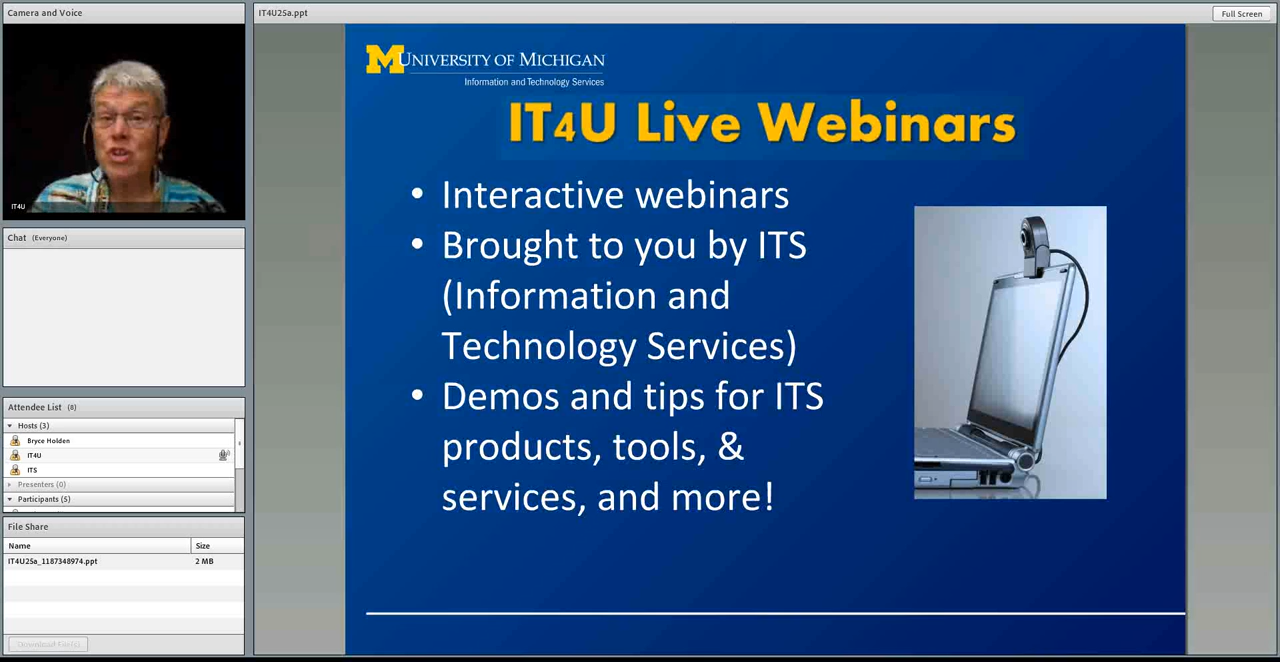 Camera and Voice
IT4U
Chat (Everyone)
Attendee List (8)
Hosts (3)
Bryce Holden
IT4U
ITS
Presenters (0)
Participants (5)
File Share
Name Size
IT4U25a_1187348974.ppt 2 MB
Download File(s)
IT4U25a.ppt
Full Screen
M UNIVERSITY OF MICHIGAN
Information and Technology Services
IT4U Live Webinars
• Interactive webinars
• Brought to you by ITS
(Information and
Technology Services)
• Demos and tips for ITS
products, tools, &
services, and more!